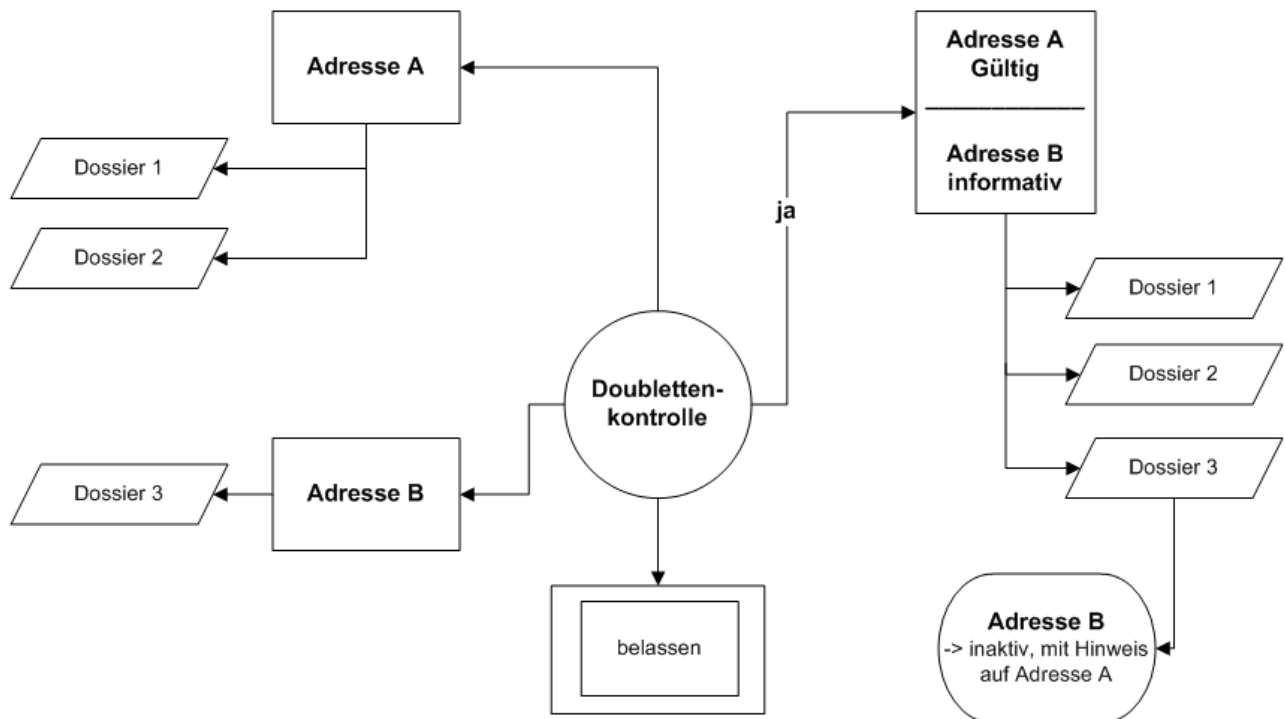 Adresse A
Dossier 1
Dossier 2
Doubletten-
kontrolle
Adresse B
Dossier 3
belassen
ja
Adresse A
Gültig
Adresse B
informativ
Dossier 1
Dossier 2
Dossier 3
Adresse B
-> inaktiv, mit Hinweis
auf Adresse A